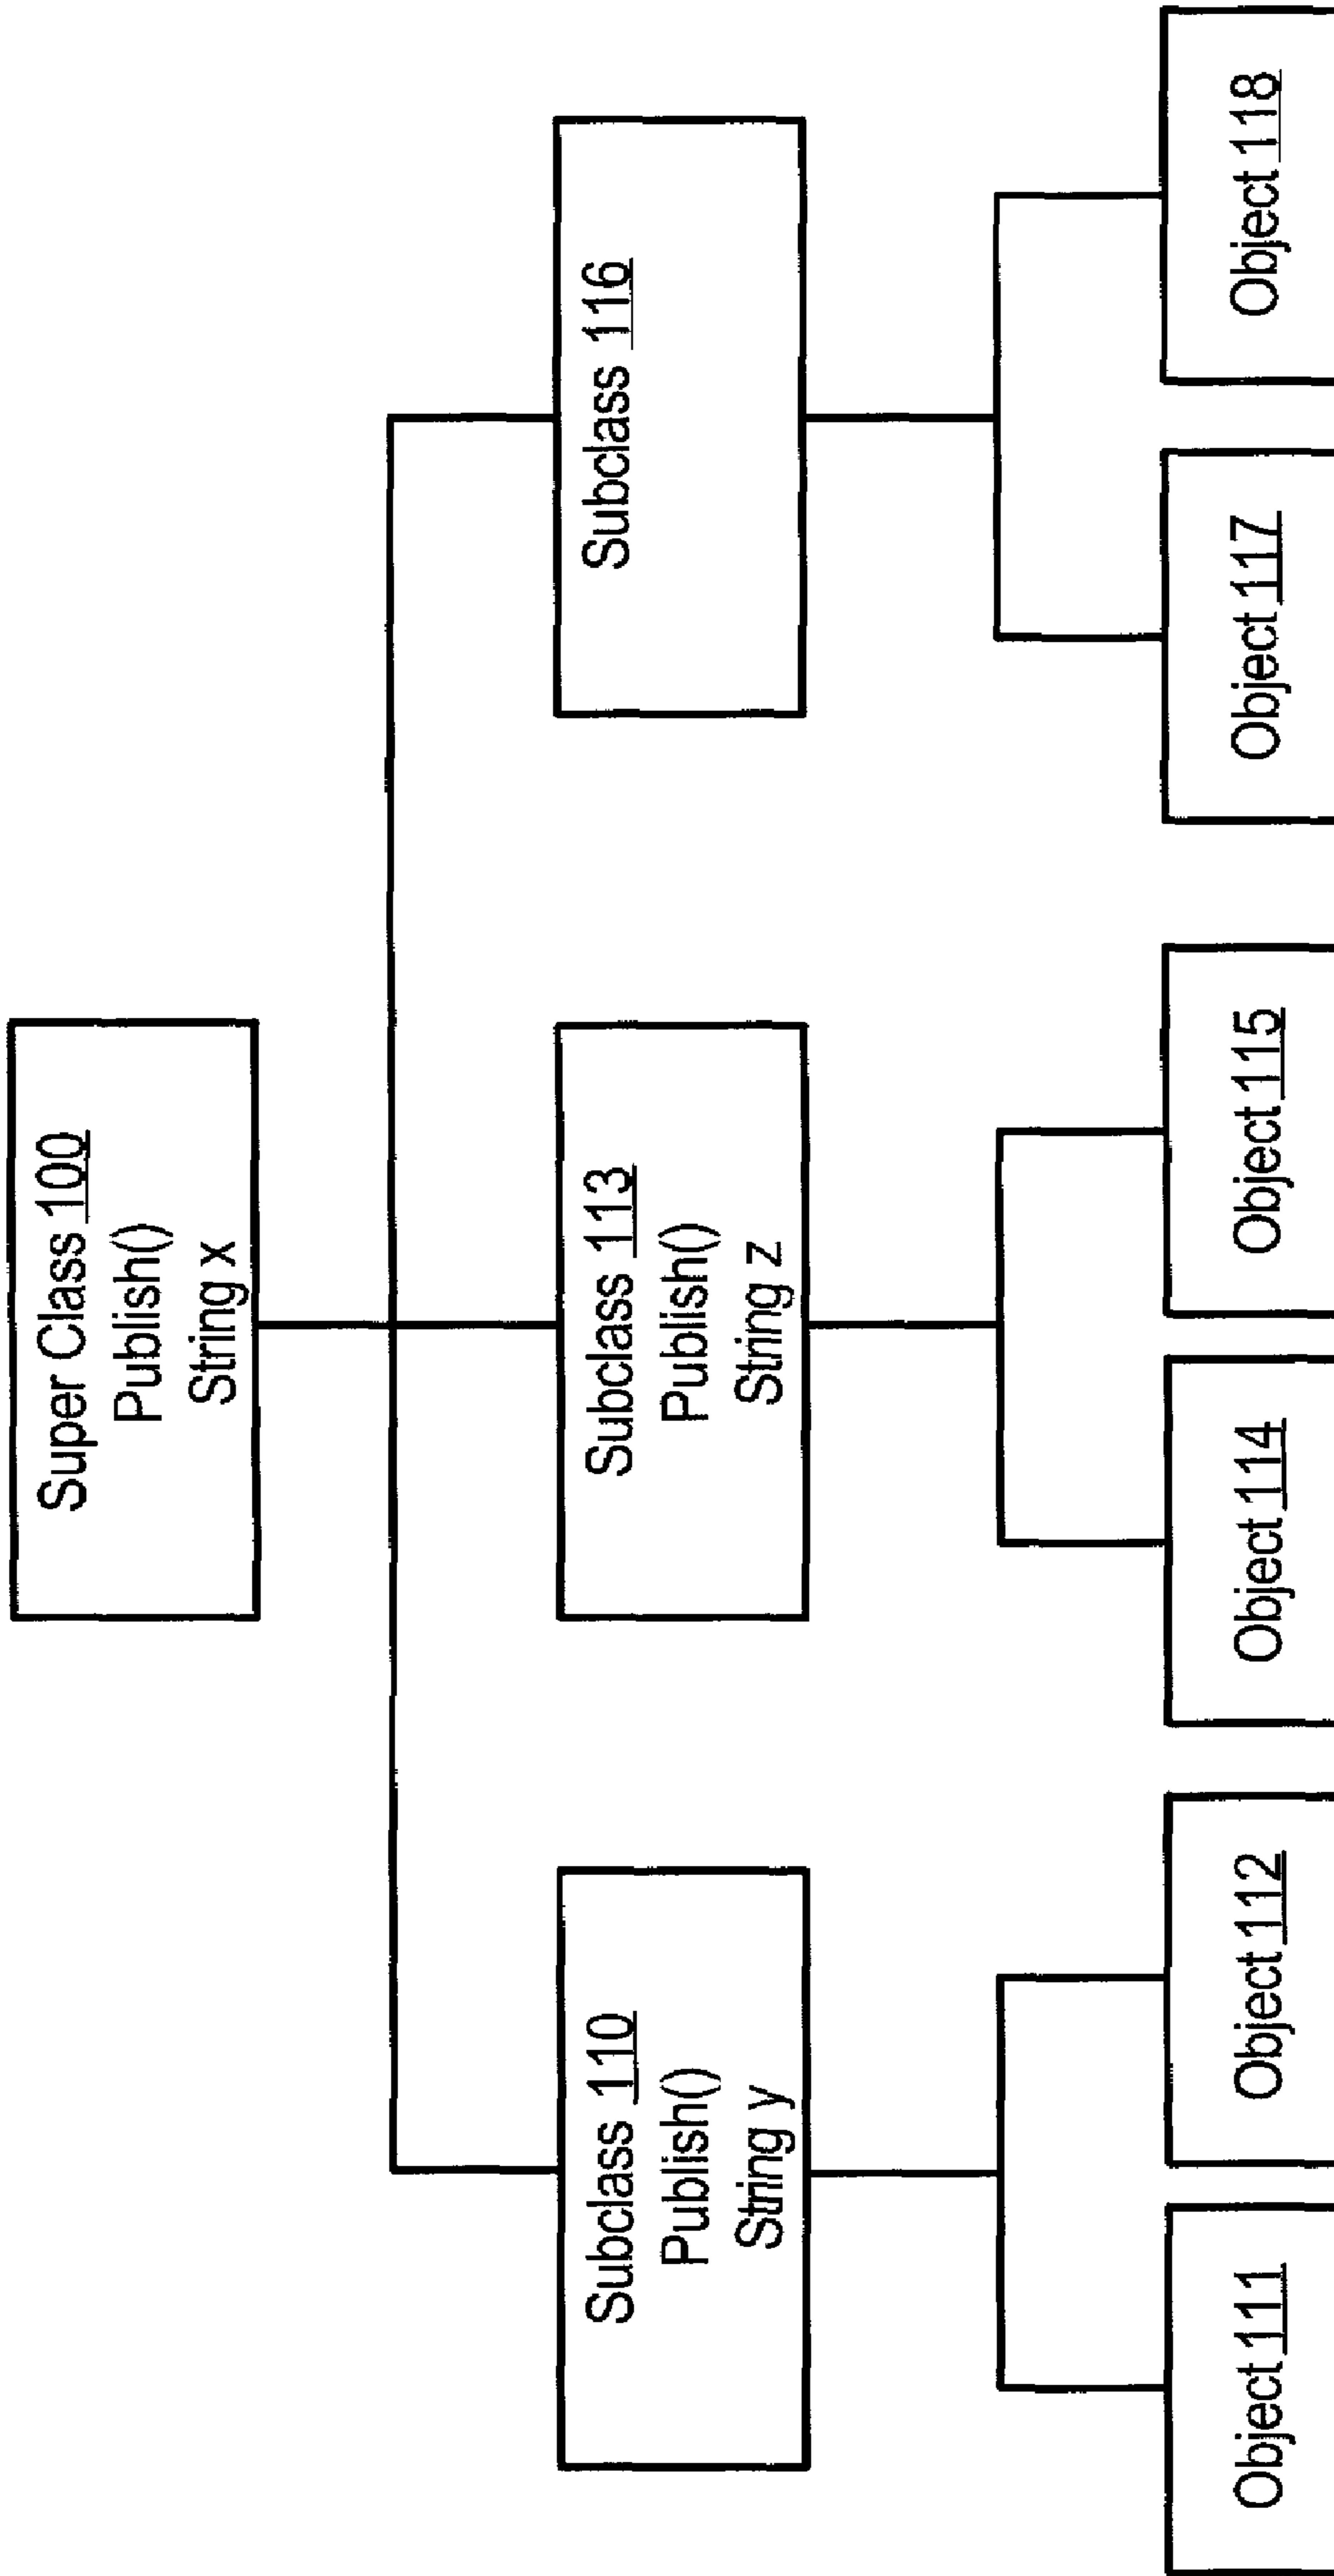 Super Class 100
Publish()
String x
Subclass 110
Publish()
String y
Subclass 113
Publish()
String z
Subclass 116
Object 111
Object 112
Object 114
Object 115
Object 117
Object 118